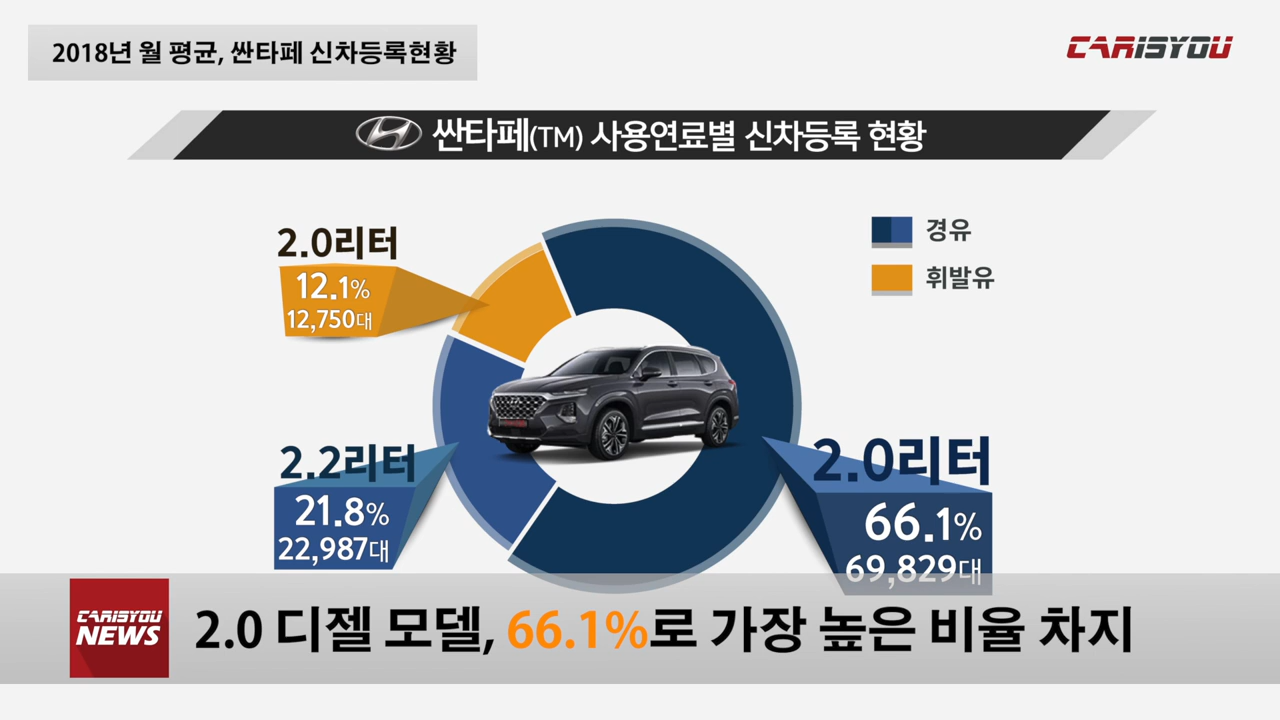 2018년 월 평균, 싼타페 신차등록현황
CARISYOU
싼타페(TM) 사용연료별 신차등록 현황
경유
휘발유
2.0리터
12.1%
12,750대
2.2리터
21.8%
22,987대
2.0리터
66.1%
69,829대
CARISYOU
NEWS
2.0 디젤 모델, 66.1%로 가장 높은 비율 차지